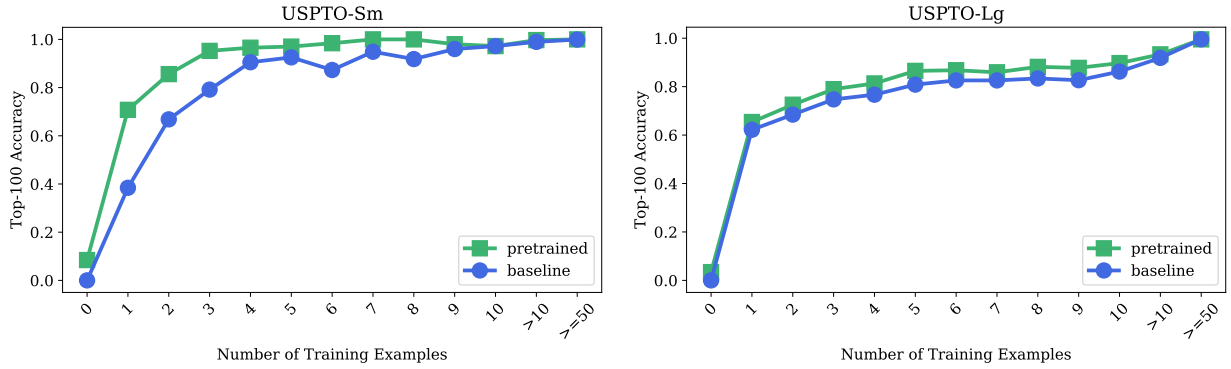 USPTO-Sm
Top-100 Accuracy
1.0
0.8
0.6
0.4
0.2
0.0
pretrained
baseline
0 1 2 3 4 5 6 7 8 9 10 >10 >=50
Number of Training Examples
USPTO-Lg
Top-100 Accuracy
1.0
0.8
0.6
0.4
0.2
0.0
pretrained
baseline
0 1 2 3 4 5 6 7 8 9 10 >10 >=50
Number of Training Examples